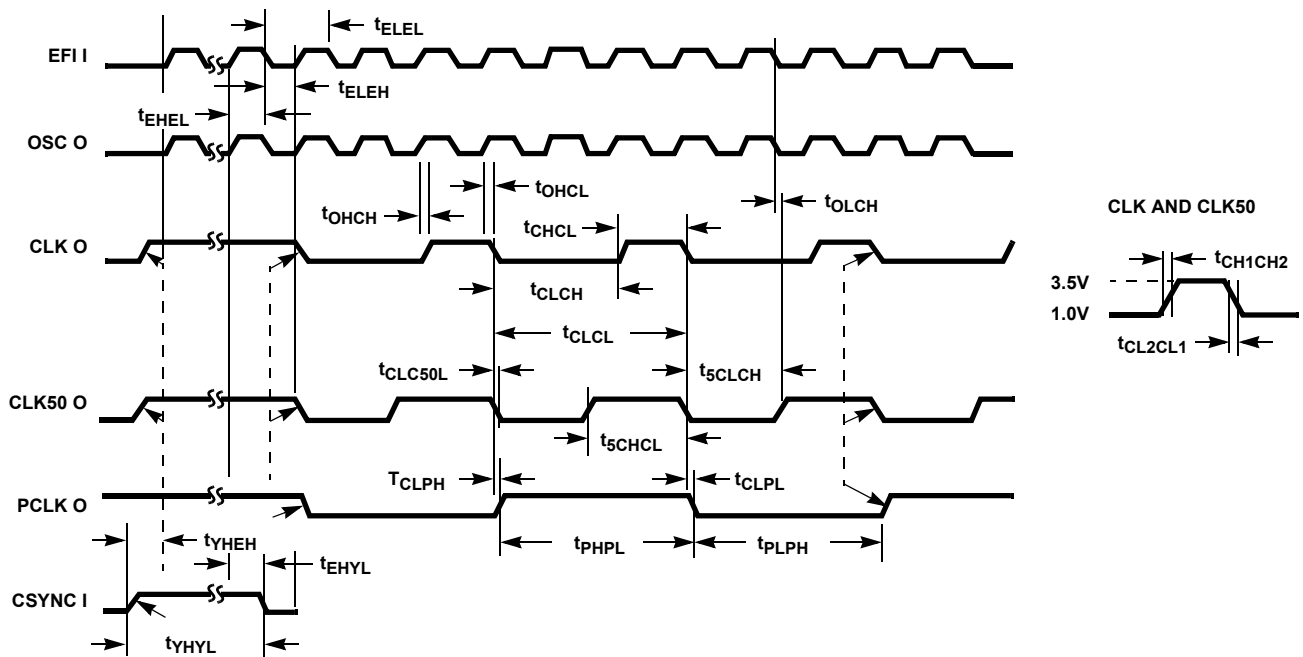 tELEL
EFI I
tELEH
tEHEL
OSC O
tOHCL
tOHCH
tCHCL
tOLCH
CLK O
tCLCH
tCLCL
tCLC50L
t5CLCH
CLK50 O
t5CHCL
TCLPH
tCLPL
PCLK O
tYHEH
tPHPL
tPLPH
tEHYL
CSYNC I
tYHYL
CLK AND CLK50
tCH1CH2
3.5V
1.0V
tCL2CL1